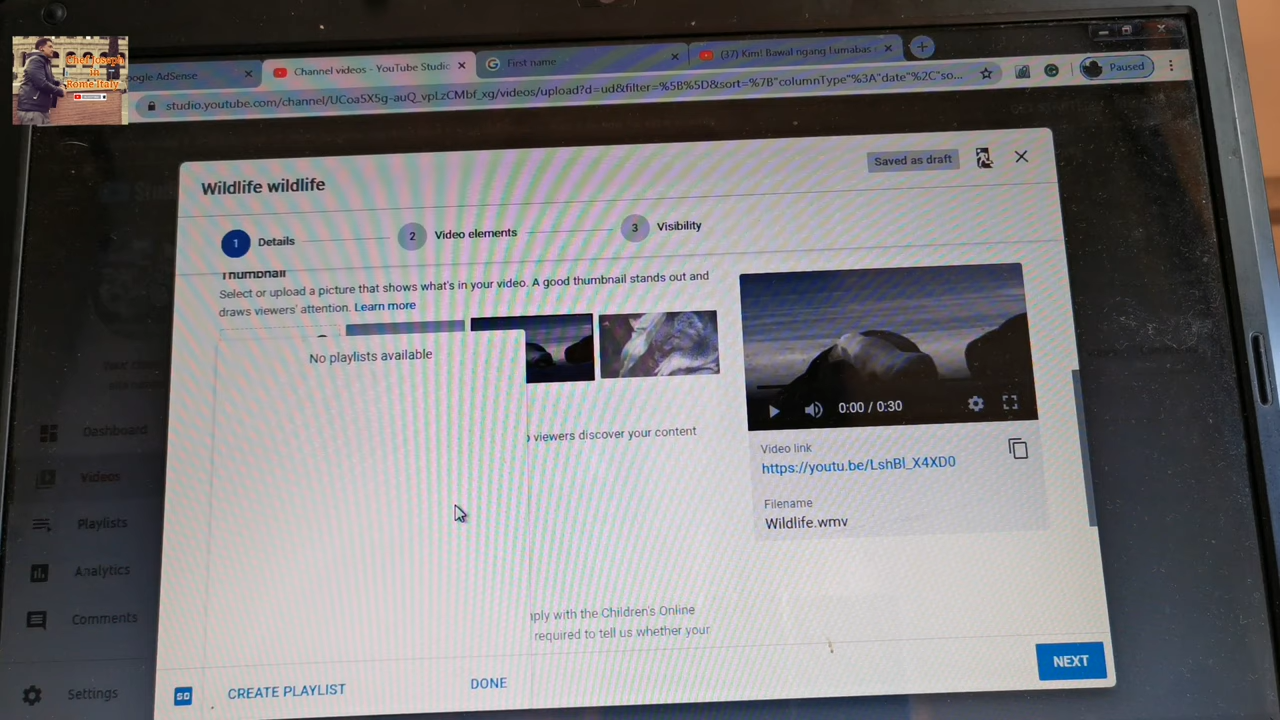 Chef Joseph
in
Rome Italy
ogle AdSense
Channel videos - YouTube Studio
First name
(37) Kim! Bawal ngang Lumabas
studio.youtube.com/channel/UCoa5X5g-auQ_vpLzCMbf_xg/videos/upload?d=ud&filter=%5B%5D&sort=%7B"columnType"%3A"date"%2C"so...
Paused
Wildlife wildlife
Saved as draft
1 Details
2 Video elements
3 Visibility
Thumbnail
Select or upload a picture that shows what's in your video. A good thumbnail stands out and
draws viewers' attention. Learn more
No playlists available
viewers discover your content
0:00 / 0:30
Video link
https://youtu.be/LshBl_X4XD0
Filename
Wildlife.wmv
Dashboard
Videos
Playlists
Analytics
Comments
Settings
mply with the Children's Online
required to tell us whether your
SD
CREATE PLAYLIST
DONE
NEXT